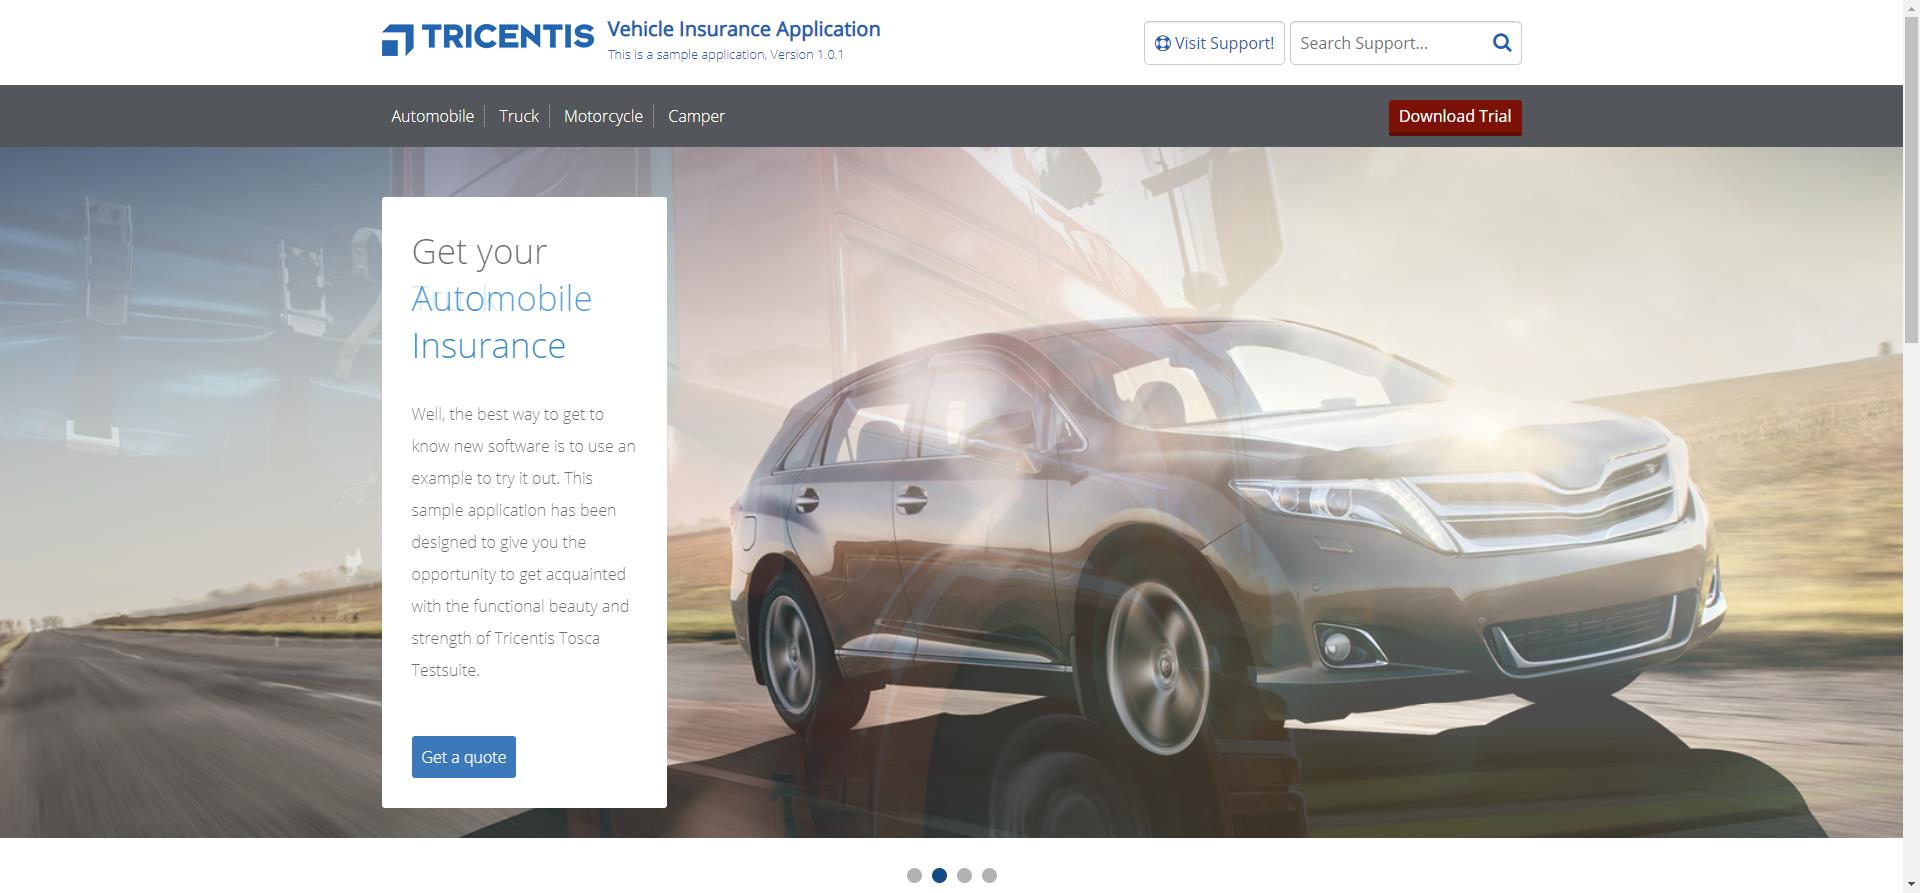 TRICENTIS
Vehicle Insurance Application
This is a sample application, Version 1.0.1
Visit Support!
Search Support...
Automobile
Truck
Motorcycle
Camper
Download Trial
Get your
Automobile
Insurance
Well, the best way to get to
know new software is to use an
example to try it out. This
sample application has been
designed to give you the
opportunity to get acquainted
with the functional beauty and
strength of Tricentis Tosca
Testsuite.
Get a quote